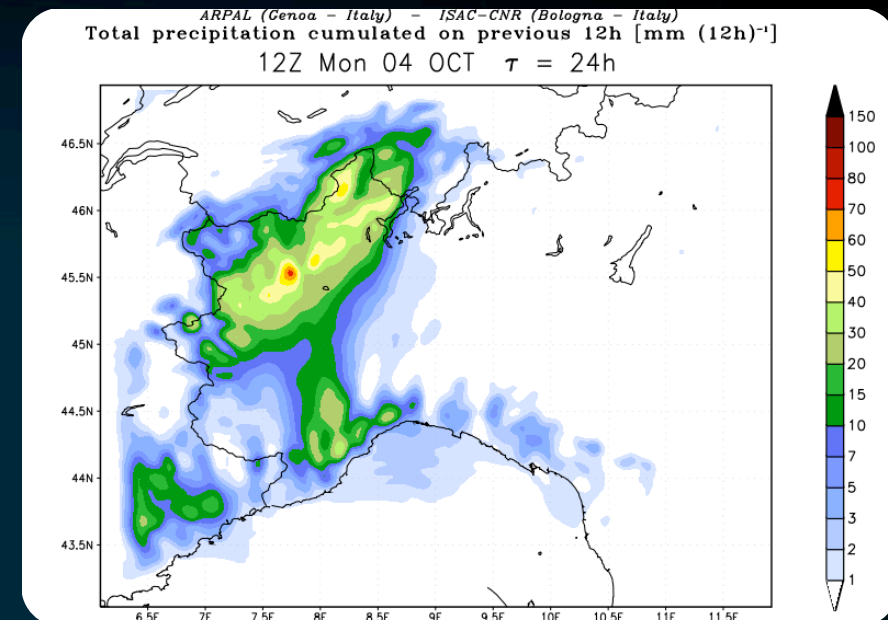 ARPAL (Genoa - Italy) - ISAC-CNR (Bologna - Italy)
Total precipitation cumulated on previous 12h [mm (12h)⁻¹]
12Z Mon 04 OCT τ = 24h
46.5N
46N
45.5N
45N
44.5N
44N
43.5N
6.5E 7E 7.5E 8E 8.5E 9E 9.5E 10E 10.5E 11E 11.5E
150
100
80
70
60
50
40
30
20
15
10
7
5
3
2
1